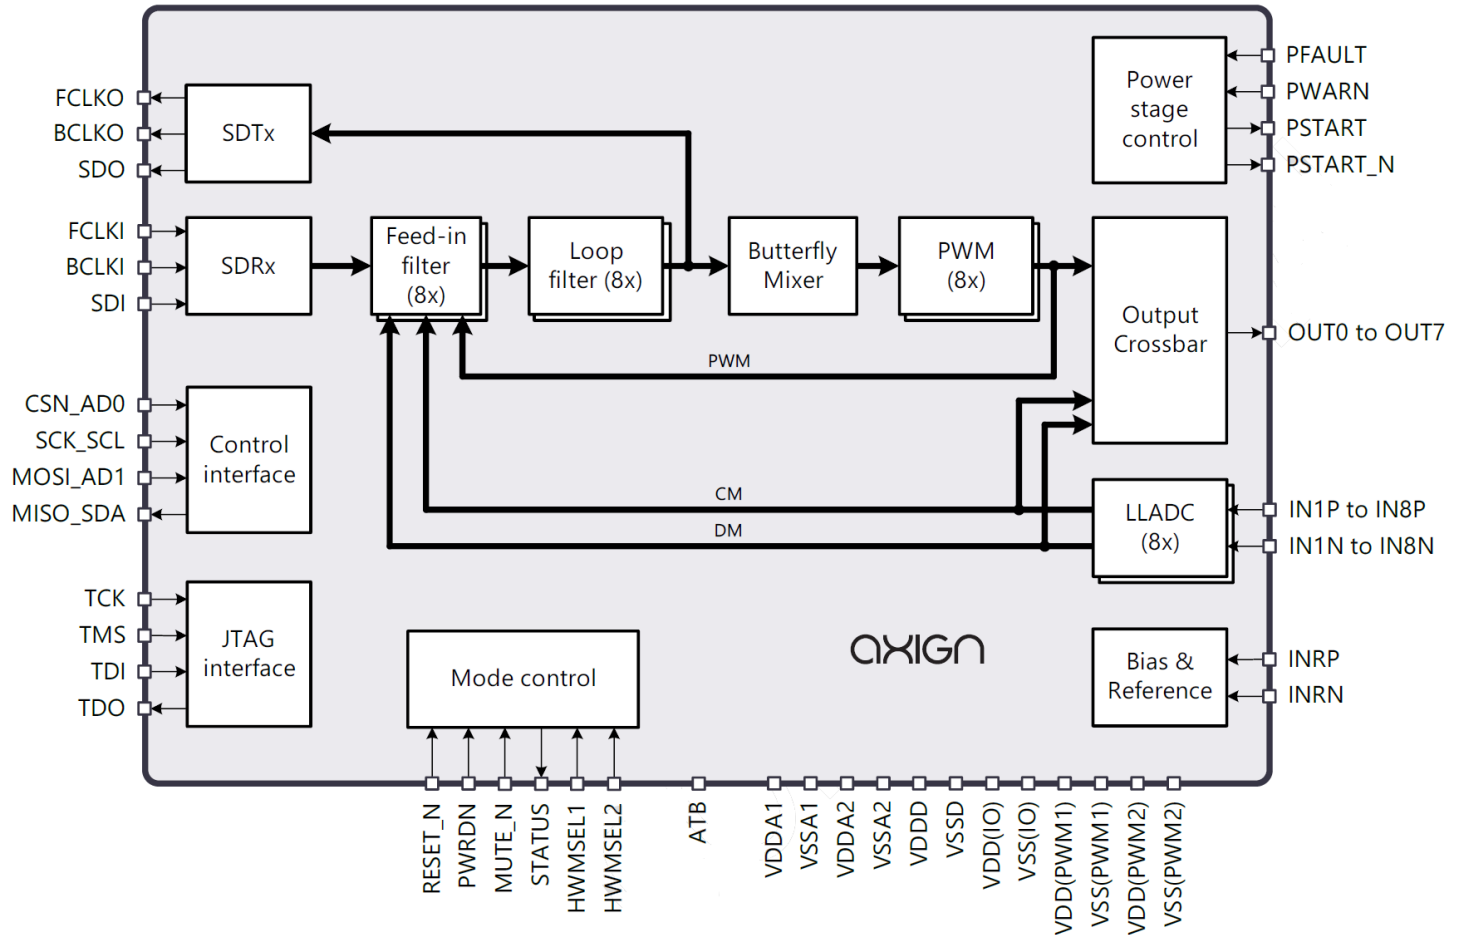 FCLKO
BCLKO
SDO
SDTx
Power
stage
control
PFAULT
PWARN
PSTART
PSTART_N
FCLKI
BCLKI
SDI
SDRx
Feed-in
filter
(8x)
Loop
filter (8x)
Butterfly
Mixer
PWM
(8x)
Output
Crossbar
OUT0 to OUT7
PWM
CSN_AD0
SCK_SCL
MOSI_AD1
MISO_SDA
Control
interface
CM
DM
LLADC
(8x)
IN1P to IN8P
IN1N to IN8N
TCK
TMS
TDI
TDO
JTAG
interface
Mode control
axign
Bias &
Reference
INRP
INRN
RESET_N
PWRDN
MUTE_N
STATUS
HWMSEL1
HWMSEL2
ATB
VDDA1
VSSA1
VDDA2
VSSA2
VDDD
VSSD
VDD(IO)
VSS(IO)
VDD(PWM1)
VSS(PWM1)
VDD(PWM2)
VSS(PWM2)